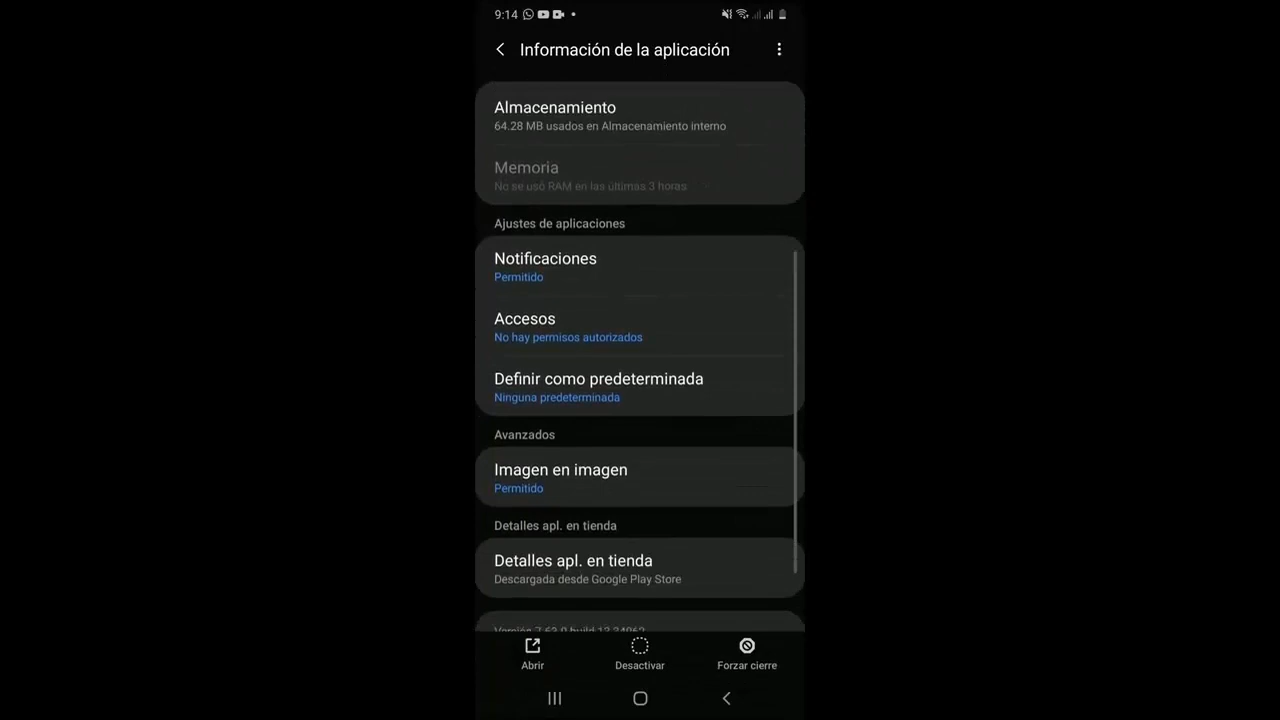 9:14
Información de la aplicación
Almacenamiento
64.28 MB usados en Almacenamiento interno
Memoria
No se usó RAM en las últimas 3 horas
Ajustes de aplicaciones
Notificaciones
Permitido
Accesos
No hay permisos autorizados
Definir como predeterminada
Ninguna predeterminada
Avanzados
Imagen en imagen
Permitido
Detalles apl. en tienda
Detalles apl. en tienda
Descargada desde Google Play Store
Versión
Abrir
Desactivar
Forzar cierre